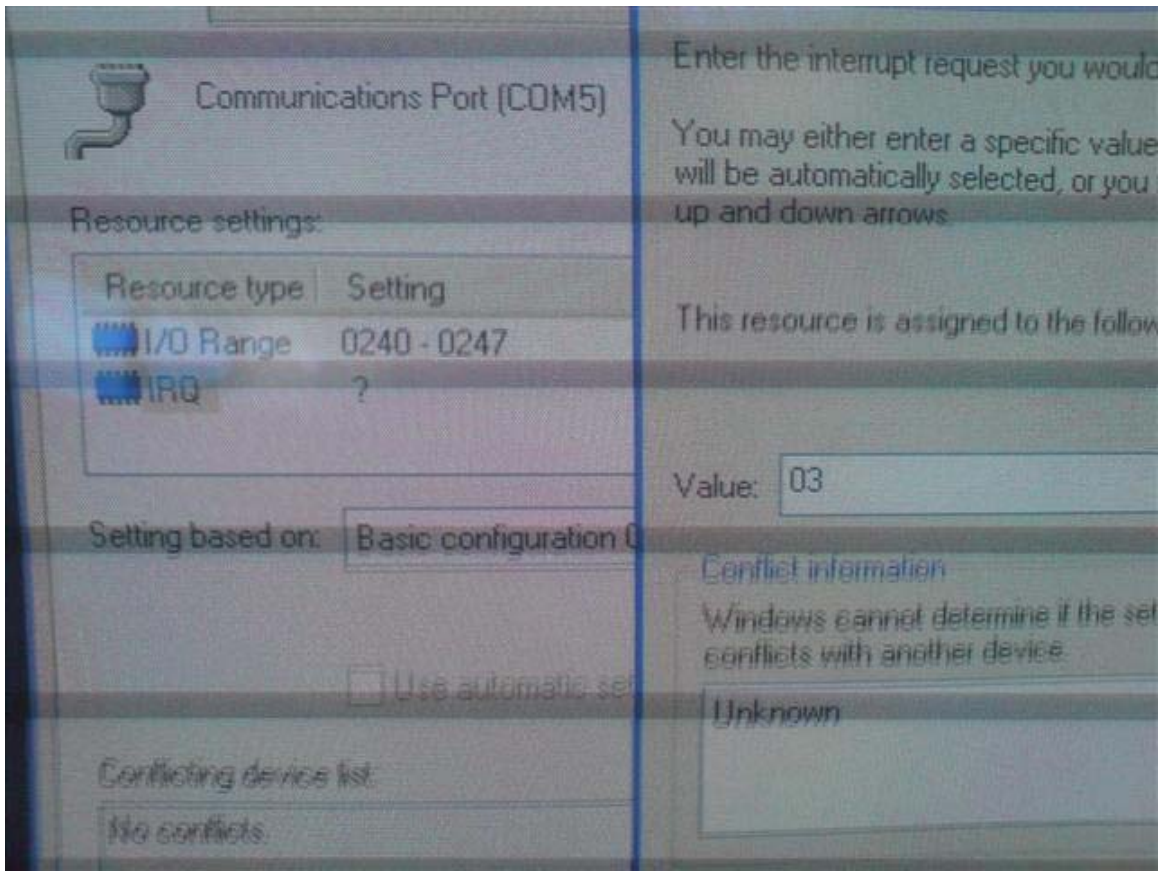 Communications Port (COM5)
Resource settings:
Resource type Setting
I/O Range 0240 - 0247
IRQ ?
Setting based on: Basic configuration 0
Use automatic set
Conflicting device list:
No conflicts.
Enter the interrupt request you would
You may either enter a specific value
will be automatically selected, or you
up and down arrows.
This resource is assigned to the follow
Value: 03
Conflict information
Windows cannot determine if the set
conflicts with another device.
Unknown